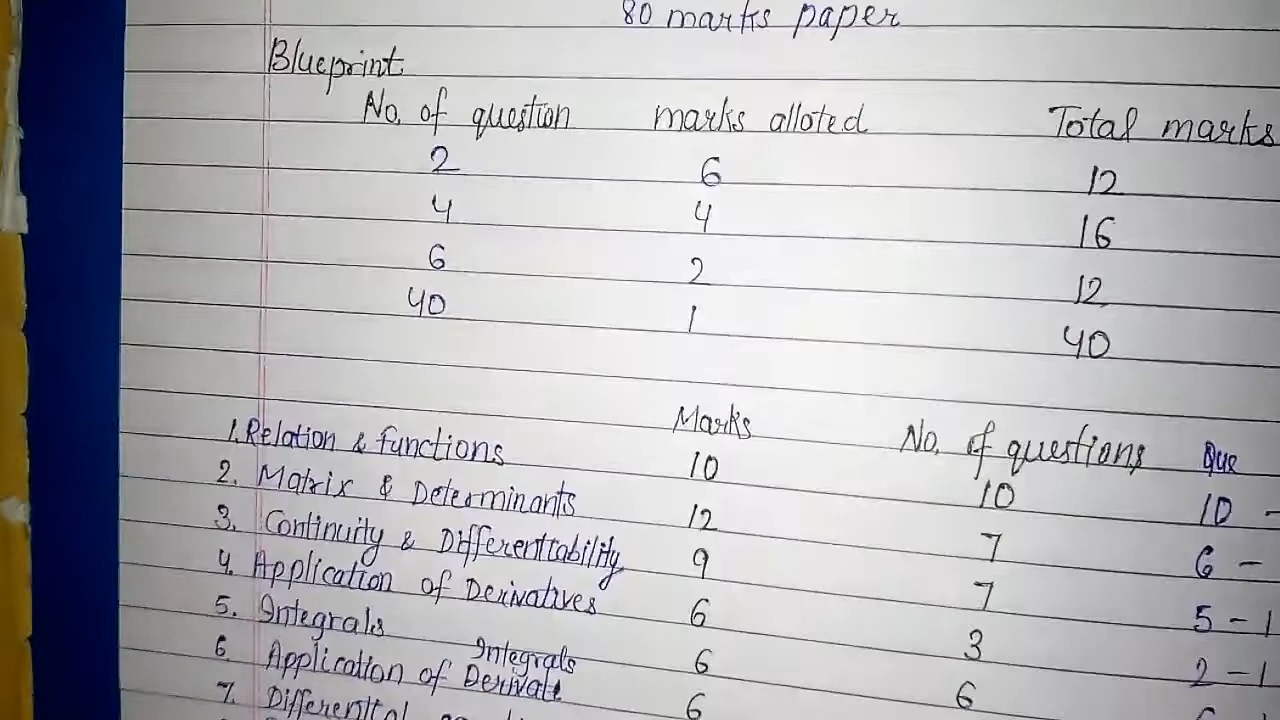 80 marks paper
Blueprint
No. of question marks alloted Total marks
2 6 12
4 4 16
6 2 12
40 1 40
Marks No. of questions Que
1. Relation & functions 10 10 10 -
2. Matrix & Determinants 12 7 6 -
3. Continuity & Differentiability 9 7 5 - 1
4. Application of Derivatives 6 3 2 - 1
5. Integrals 6 6
Integrals
6. Application of Derivate 6
7. Differential